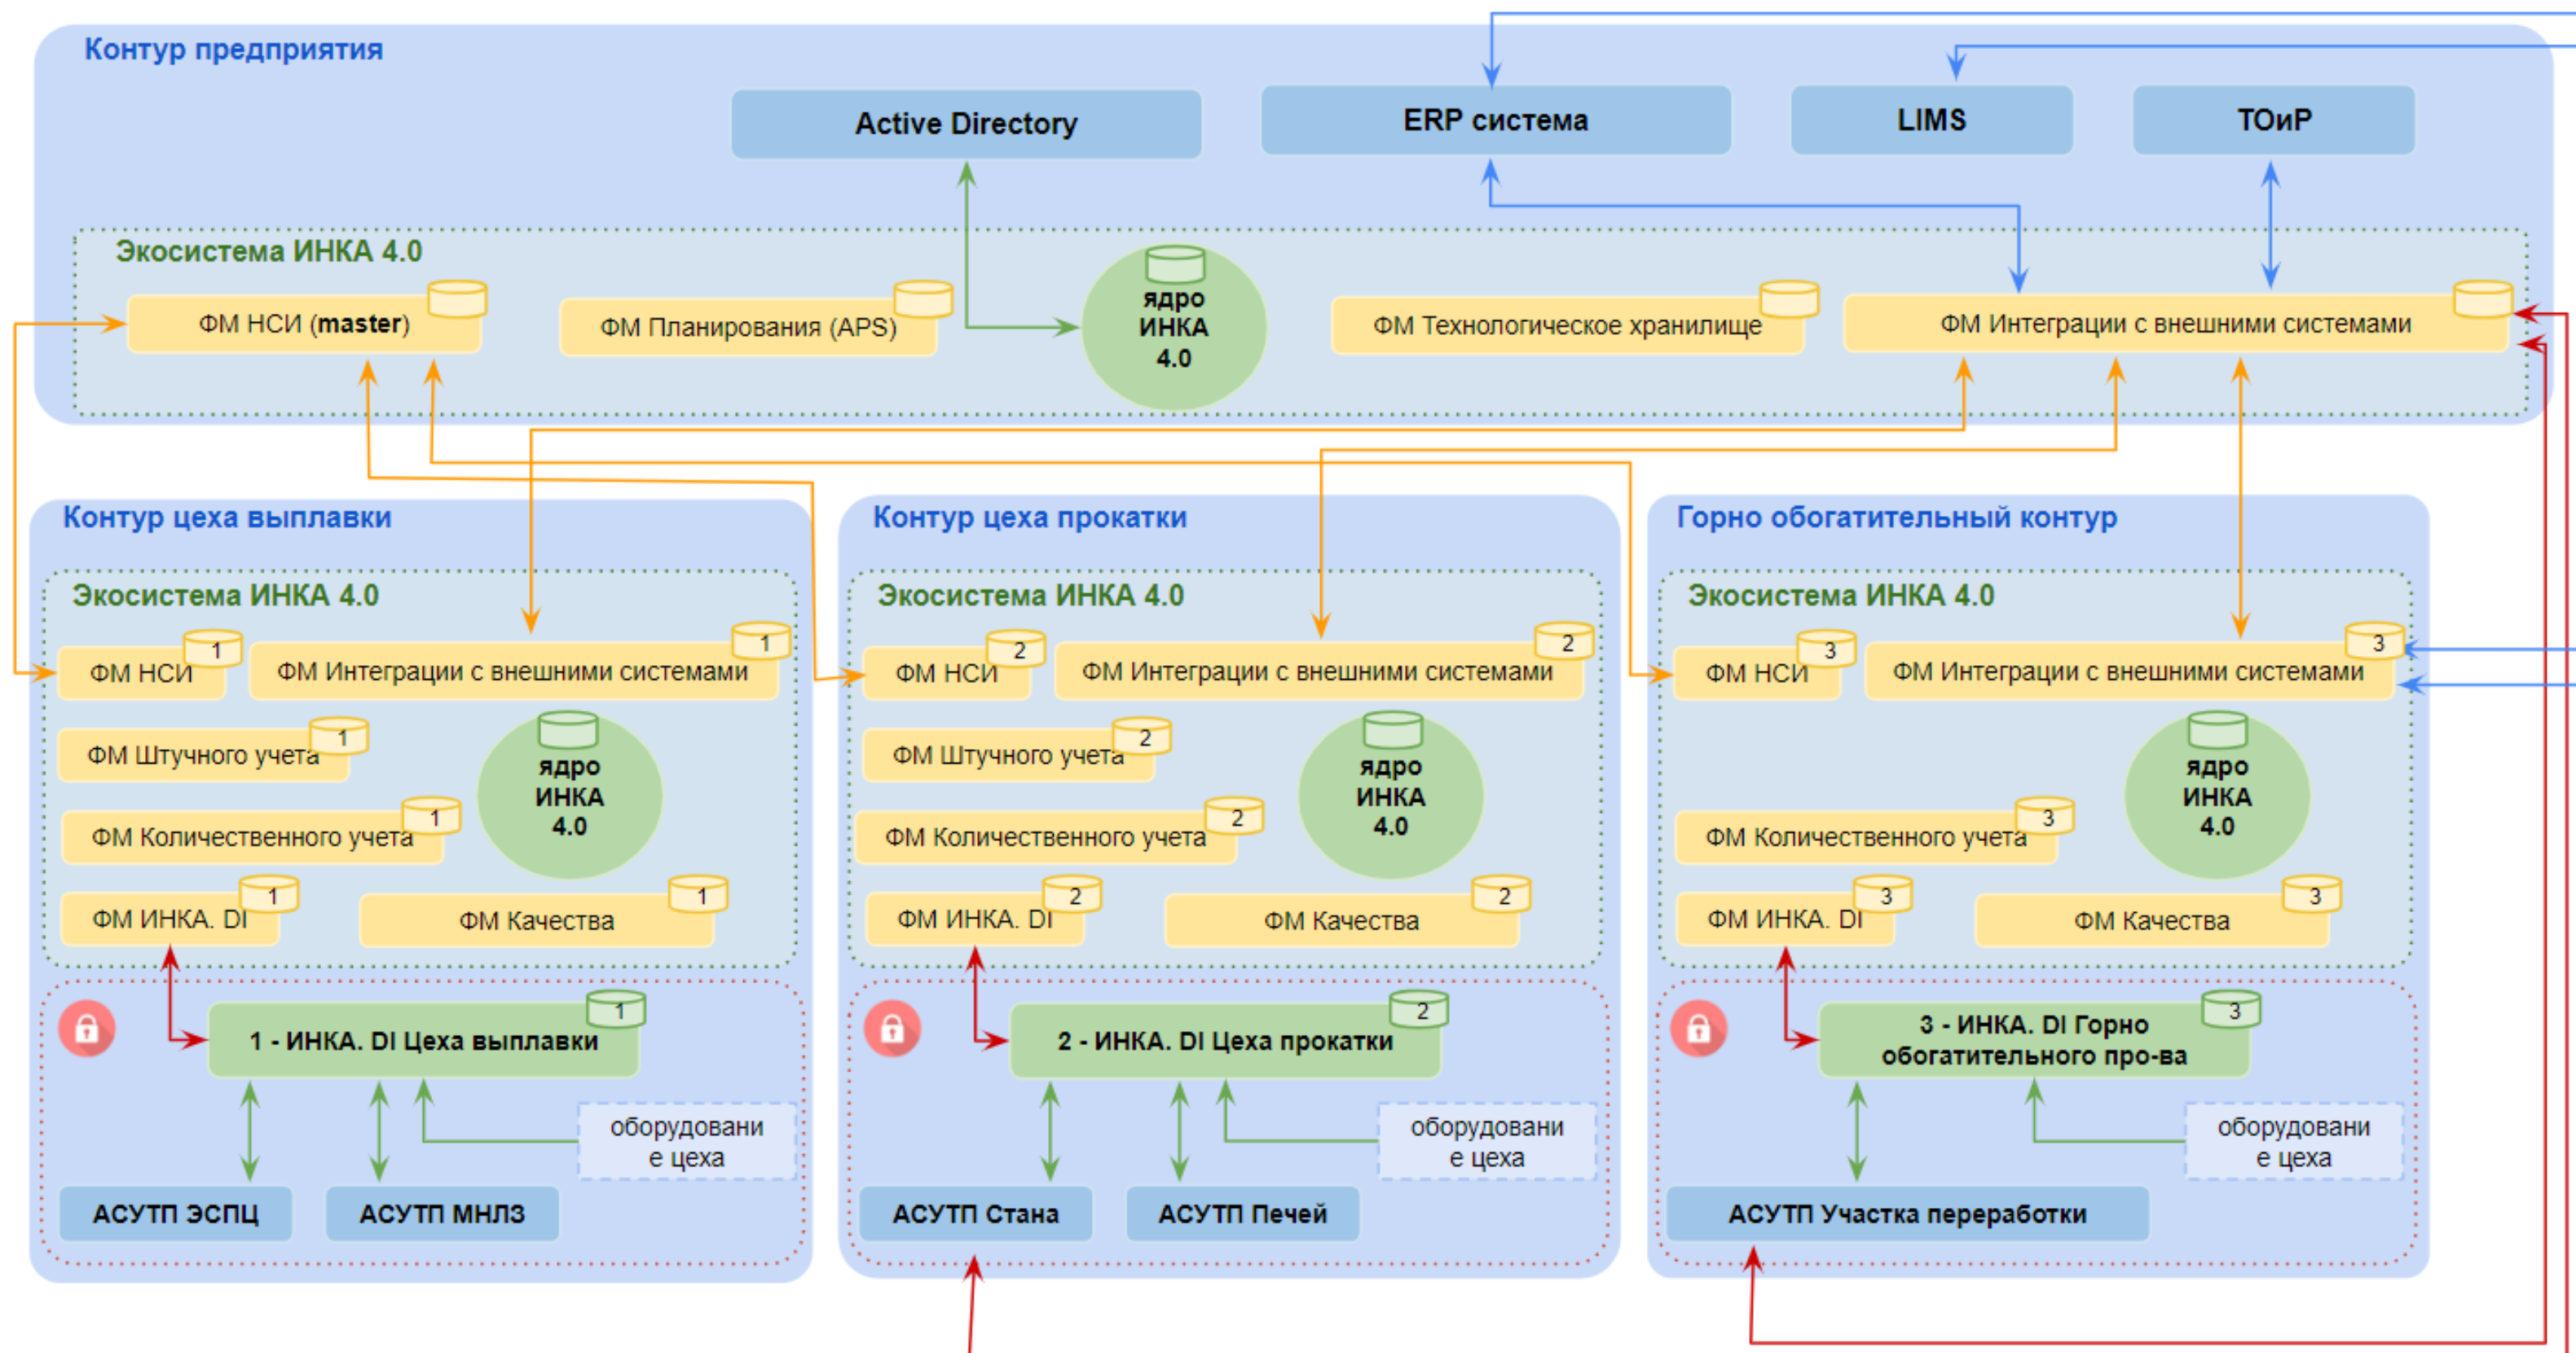 Контур предприятия
Active Directory
ERP система
LIMS
ТОиР
Экосистема ИНКА 4.0
ФМ НСИ (master)
ФМ Планирования (APS)
ядро
ИНКА
4.0
ФМ Технологическое хранилище
ФМ Интеграции с внешними системами
Контур цеха выплавки
Экосистема ИНКА 4.0
ФМ НСИ
1
ФМ Интеграции с внешними системами
1
ФМ Штучного учета
1
ядро
ИНКА
4.0
ФМ Количественного учета
1
ФМ ИНКА. DI
1
ФМ Качества
1
1 - ИНКА. DI Цеха выплавки
1
оборудовани
е цеха
АСУТП ЭСПЦ
АСУТП МНЛЗ
Контур цеха прокатки
Экосистема ИНКА 4.0
ФМ НСИ
2
ФМ Интеграции с внешними системами
2
ФМ Штучного учета
2
ядро
ИНКА
4.0
ФМ Количественного учета
2
ФМ ИНКА. DI
2
ФМ Качества
2
2 - ИНКА. DI Цеха прокатки
2
оборудовани
е цеха
АСУТП Стана
АСУТП Печей
Горно обогатительный контур
Экосистема ИНКА 4.0
ФМ НСИ
3
ФМ Интеграции с внешними системами
3
ядро
ИНКА
4.0
ФМ Количественного учета
3
ФМ ИНКА. DI
3
ФМ Качества
3
3 - ИНКА. DI Горно
обогатительного про-ва
3
оборудовани
е цеха
АСУТП Участка переработки